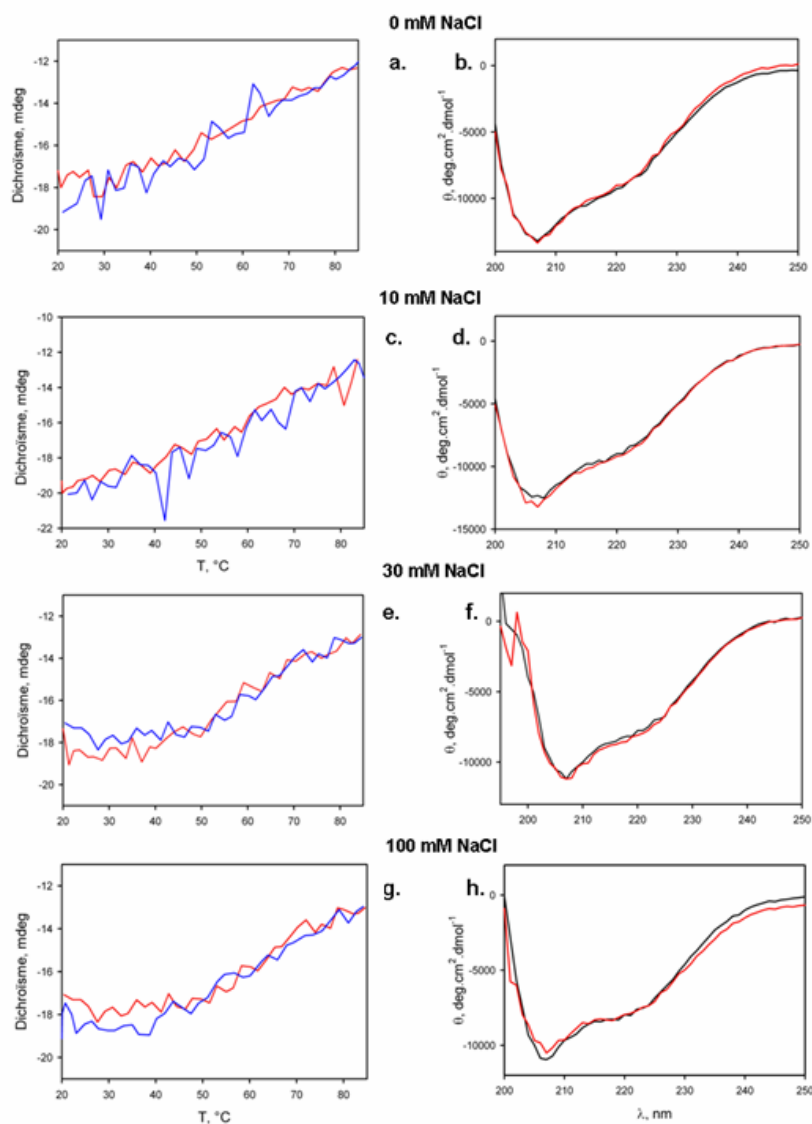 0 mM NaCl
a.
b.
Dichroïsme, mdeg
-12
-14
-16
-18
-20
20 30 40 50 60 70 80
θ, deg.cm².dmol⁻¹
0
-5000
-10000
200 210 220 230 240 250
10 mM NaCl
c.
d.
Dichroïsme, mdeg
-10
-12
-14
-16
-18
-20
-22
20 30 40 50 60 70 80
T, °C
θ, deg.cm².dmol⁻¹
0
-5000
-10000
-15000
200 210 220 230 240 250
30 mM NaCl
e.
f.
Dichroïsme, mdeg
-12
-14
-16
-18
-20
20 30 40 50 60 70 80
θ, deg.cm².dmol⁻¹
0
-5000
-10000
200 210 220 230 240 250
100 mM NaCl
g.
h.
Dichroïsme, mdeg
-12
-14
-16
-18
-20
20 30 40 50 60 70 80
T, °C
θ, deg.cm².dmol⁻¹
0
-5000
-10000
200 210 220 230 240 250
λ, nm